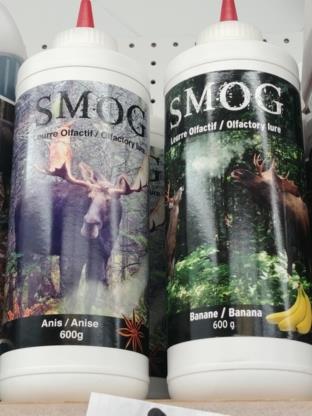 SMOG
Leurre Olfactif / Olfactory lure
Anis / Anise
600g
SMOG
Leurre Olfactif / Olfactory lure
Banane / Banana
600 g